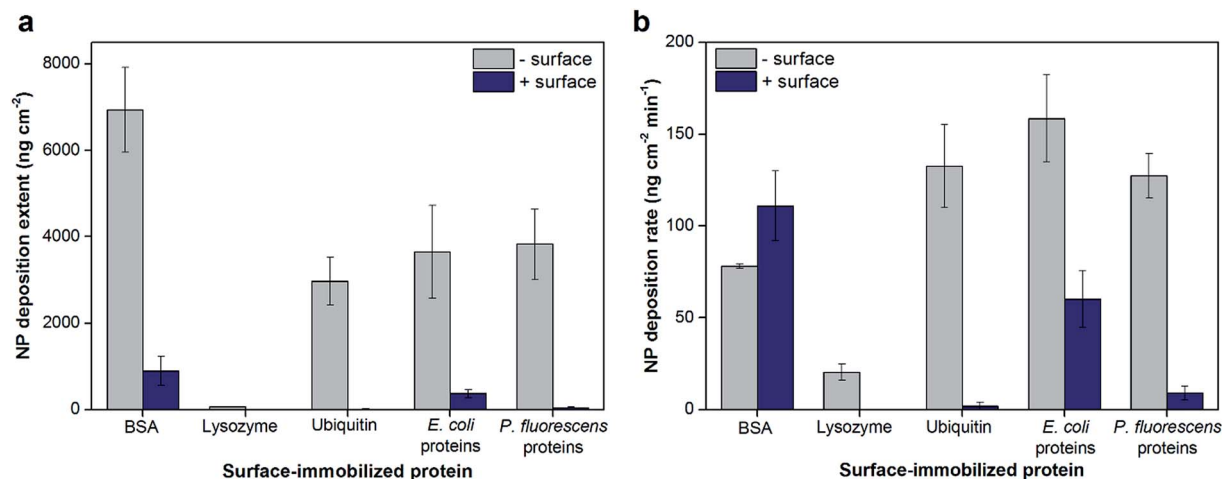 a
NP deposition extent (ng cm⁻²)
8000
6000
4000
2000
0
- surface
+ surface
BSA
Lysozyme
Ubiquitin
E. coli
proteins
P. fluorescens
proteins
Surface-immobilized protein
b
NP deposition rate (ng cm⁻² min⁻¹)
200
150
100
50
0
- surface
+ surface
BSA
Lysozyme
Ubiquitin
E. coli
proteins
P. fluorescens
proteins
Surface-immobilized protein